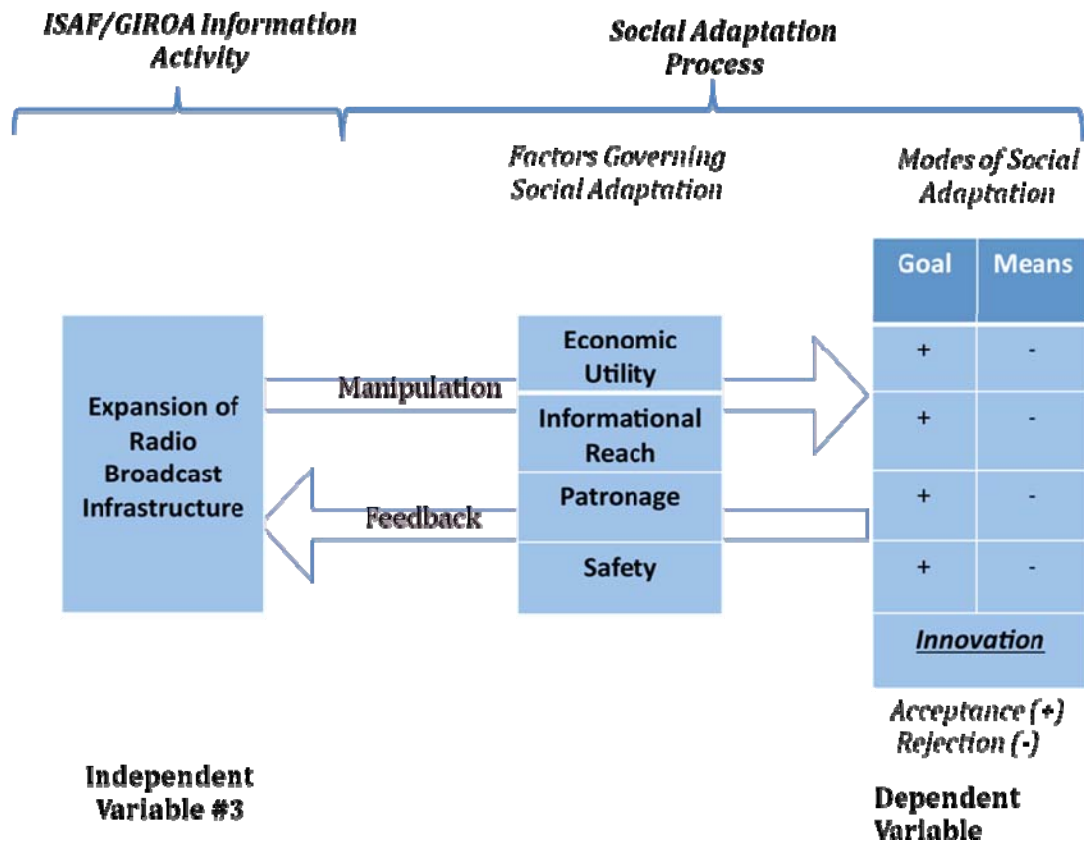 ISAF/GIROA Information
Activity
Social Adaptation
Process
Factors Governing
Social Adaptation
Modes of Social
Adaptation
Goal Means
Expansion of
Radio
Broadcast
Infrastructure
Manipulation
Feedback
Economic
Utility
Informational
Reach
Patronage
Safety
+ -
+ -
+ -
+ -
Innovation
Acceptance (+)
Rejection (-)
Independent
Variable #3
Dependent
Variable